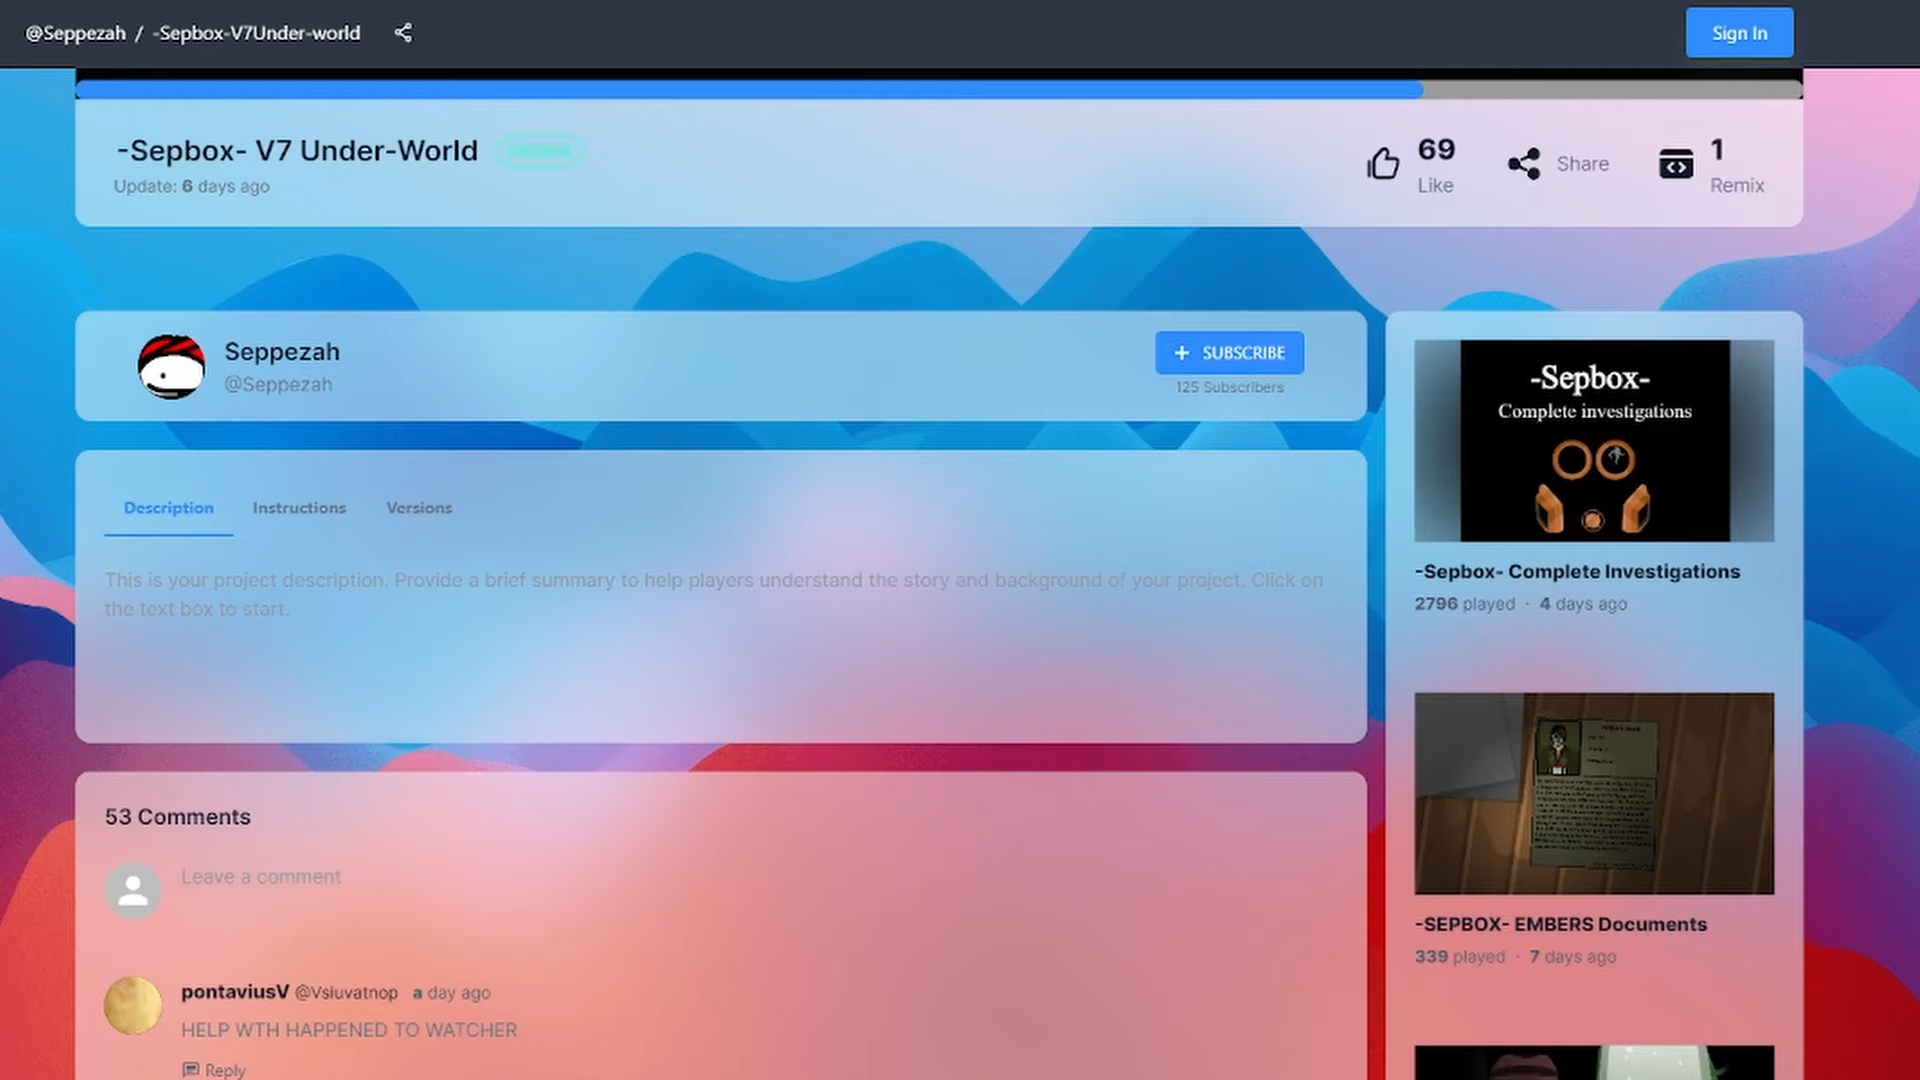 @Seppezah / -Sepbox-V7Under-world
Sign In
-Sepbox- V7 Under-World
Update: 6 days ago
69
Like
Share
1
Remix
Seppezah
@Seppezah
+ SUBSCRIBE
125 Subscribers
Description
Instructions
Versions
This is your project description. Provide a brief summary to help players understand the story and background of your project. Click on
the text box to start.
53 Comments
Leave a comment
pontaviusV @Vsiuvatnop a day ago
HELP WTH HAPPENED TO WATCHER
Reply
-Sepbox-
Complete investigations
-Sepbox- Complete Investigations
2796 played · 4 days ago
-SEPBOX- EMBERS Documents
339 played · 7 days ago